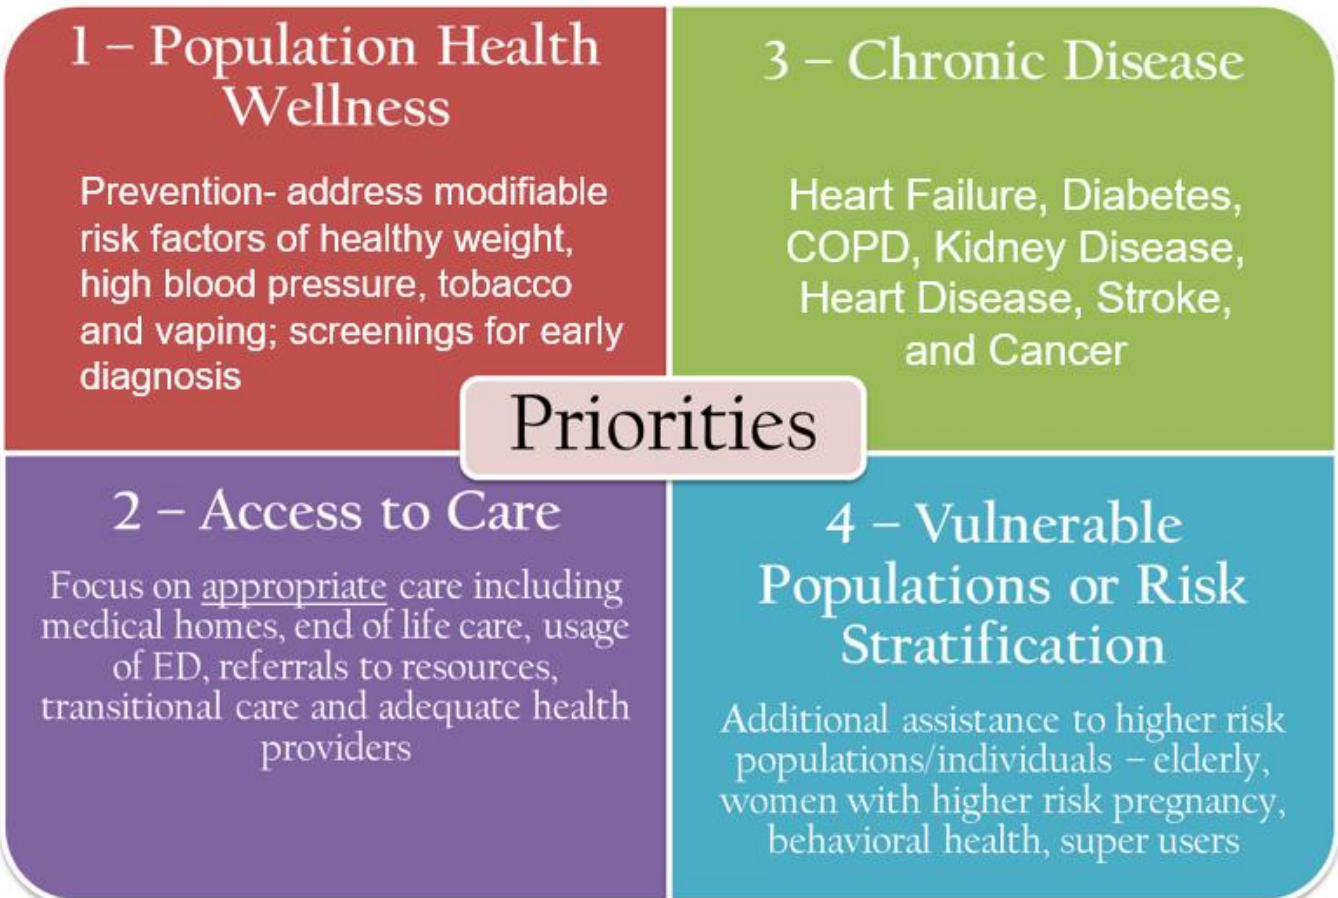 1 – Population Health
Wellness
Prevention- address modifiable
risk factors of healthy weight,
high blood pressure, tobacco
and vaping; screenings for early
diagnosis
3 – Chronic Disease
Heart Failure, Diabetes,
COPD, Kidney Disease,
Heart Disease, Stroke,
and Cancer
Priorities
2 – Access to Care
Focus on appropriate care including
medical homes, end of life care, usage
of ED, referrals to resources,
transitional care and adequate health
providers
4 – Vulnerable
Populations or Risk
Stratification
Additional assistance to higher risk
populations/individuals – elderly,
women with higher risk pregnancy,
behavioral health, super users